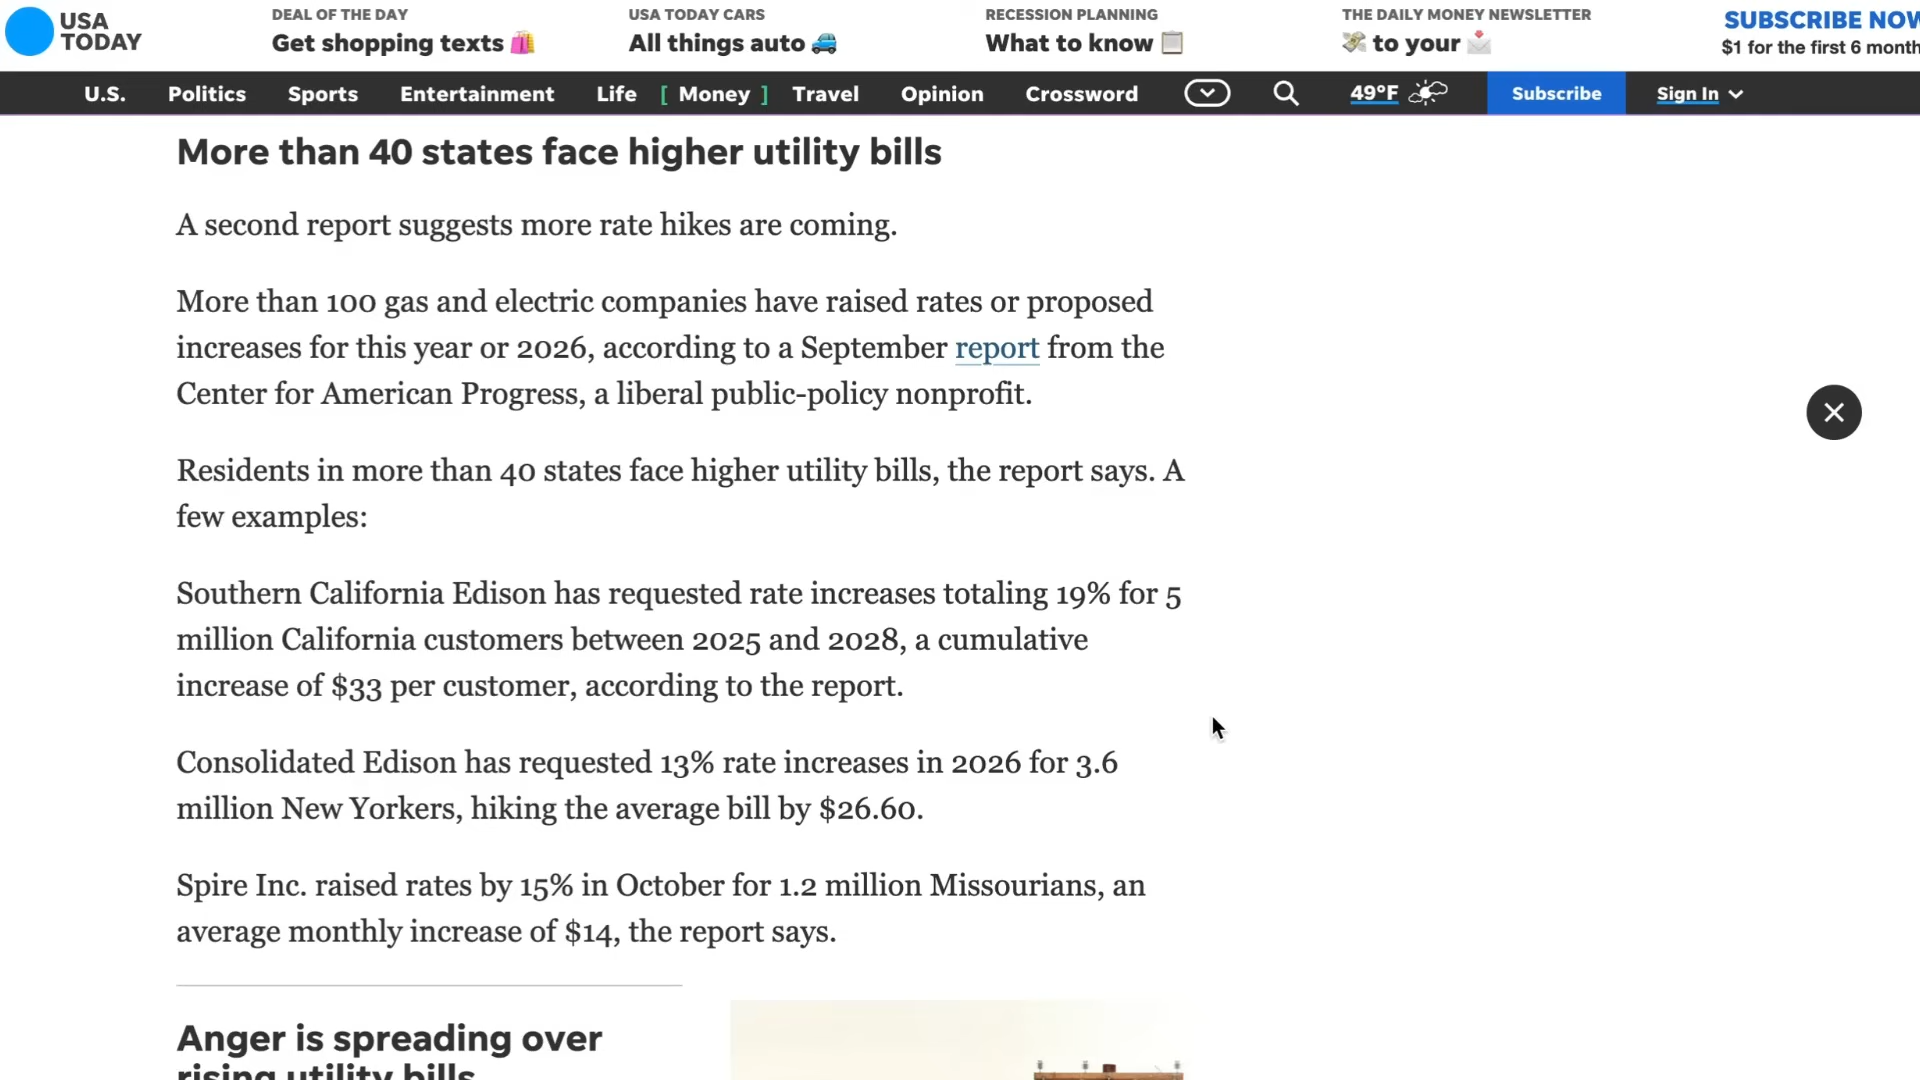 USA
TODAY
DEAL OF THE DAY
Get shopping texts
USA TODAY CARS
All things auto
RECESSION PLANNING
What to know
THE DAILY MONEY NEWSLETTER
to your
SUBSCRIBE NOW
$1 for the first 6 month
U.S. Politics Sports Entertainment Life [ Money ] Travel Opinion Crossword 49°F Subscribe Sign In
More than 40 states face higher utility bills
A second report suggests more rate hikes are coming.
More than 100 gas and electric companies have raised rates or proposed
increases for this year or 2026, according to a September report from the
Center for American Progress, a liberal public-policy nonprofit.
Residents in more than 40 states face higher utility bills, the report says. A
few examples:
Southern California Edison has requested rate increases totaling 19% for 5
million California customers between 2025 and 2028, a cumulative
increase of $33 per customer, according to the report.
Consolidated Edison has requested 13% rate increases in 2026 for 3.6
million New Yorkers, hiking the average bill by $26.60.
Spire Inc. raised rates by 15% in October for 1.2 million Missourians, an
average monthly increase of $14, the report says.
Anger is spreading over
rising utility bills